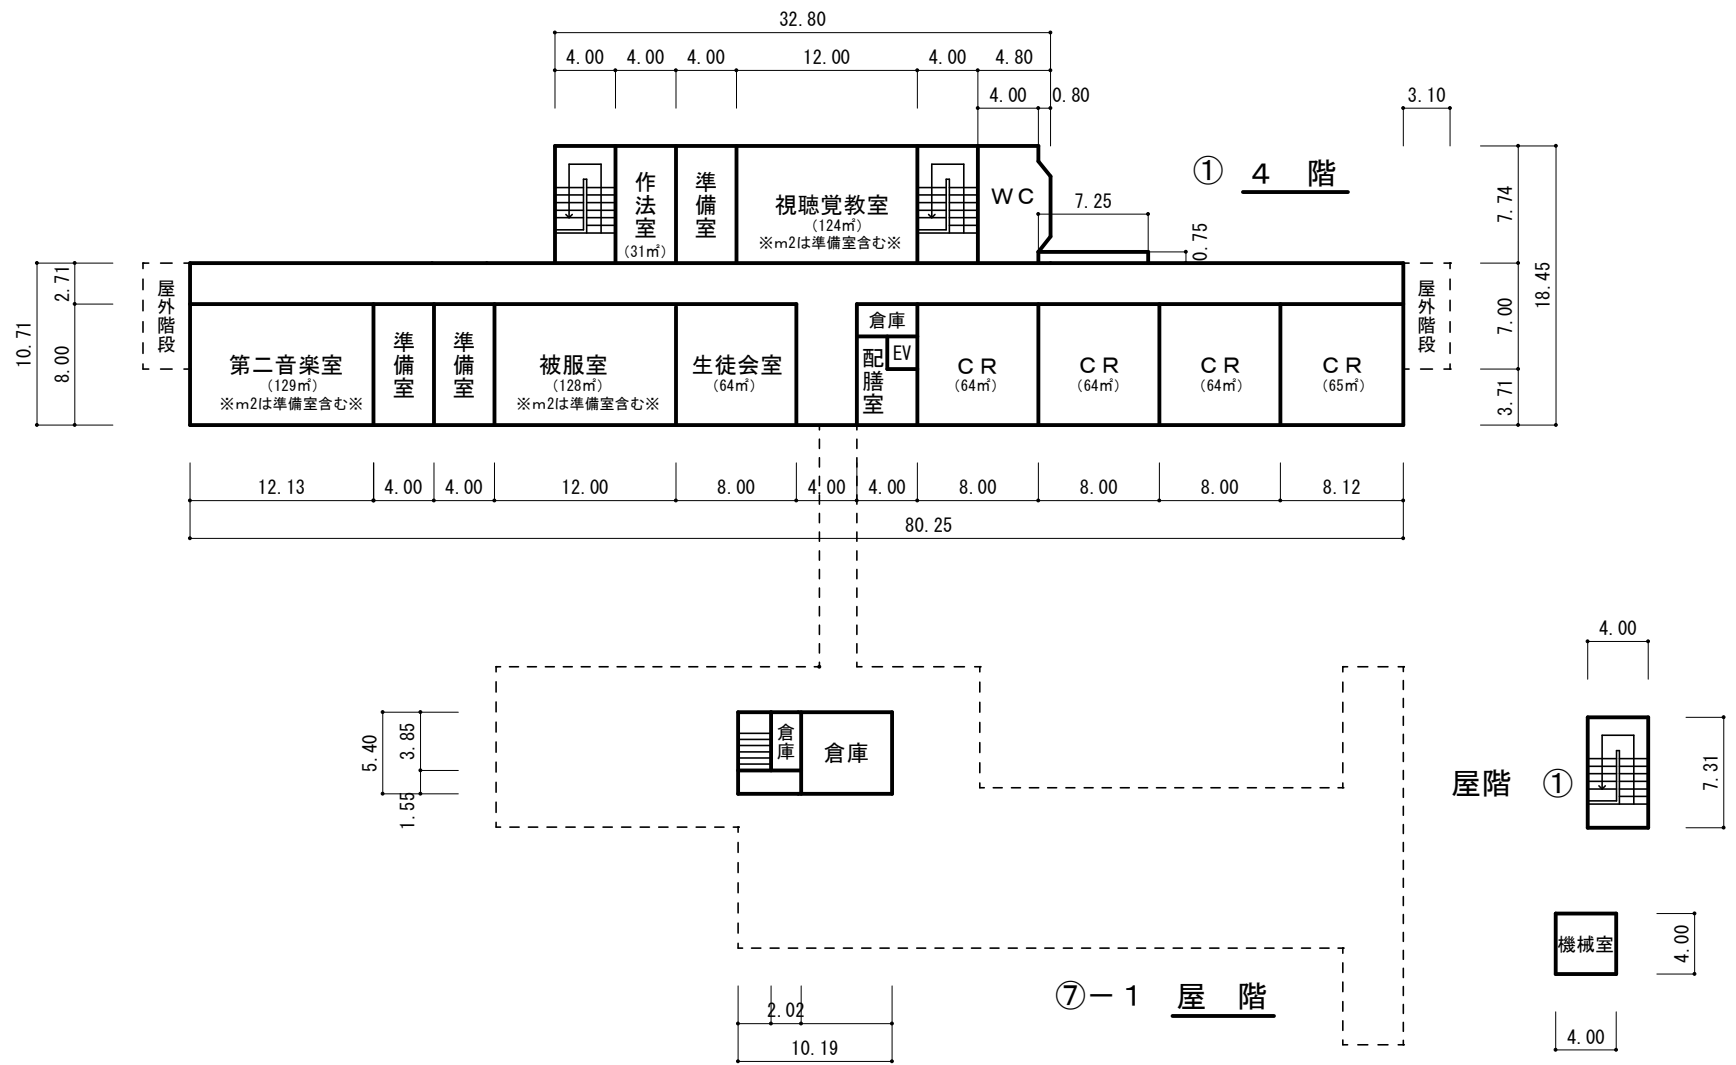 32.80
4.00 4.00 4.00 12.00 4.00 4.80
4.00 0.80
3.10
① 4 階
作法室
(31㎡)
準備室
視聴覚教室
(124㎡)
※m2は準備室含む※
WC
7.25
0.75
7.74
18.45
7.00
3.71
10.71
2.71
8.00
屋外階段
屋外階段
第二音楽室
(129㎡)
※m2は準備室含む※
準備室
準備室
被服室
(128㎡)
※m2は準備室含む※
生徒会室
(64㎡)
倉庫
EV
配膳室
CR
(64㎡)
CR
(64㎡)
CR
(64㎡)
CR
(65㎡)
12.13 4.00 4.00 12.00 8.00 4.00 4.00 8.00 8.00 8.00 8.12
80.25
5.40
3.85
1.55
倉庫
倉庫
2.02
10.19
⑦－1 屋 階
屋階 ①
4.00
7.31
機械室
4.00
4.00